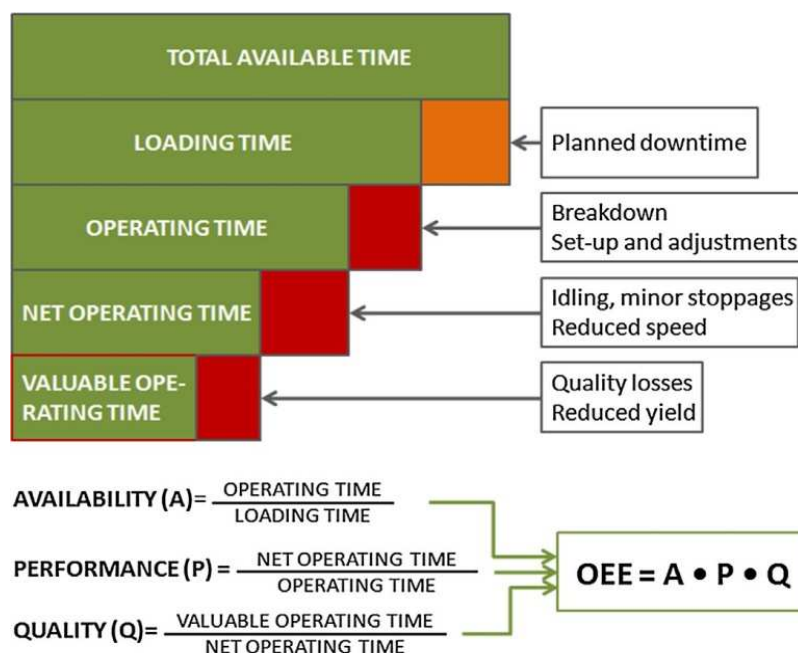 TOTAL AVAILABLE TIME
LOADING TIME
Planned downtime
OPERATING TIME
Breakdown
Set-up and adjustments
NET OPERATING TIME
Idling, minor stoppages
Reduced speed
VALUABLE OPE-
RATING TIME
Quality losses
Reduced yield
AVAILABILITY (A)= OPERATING TIME
LOADING TIME
PERFORMANCE (P) = NET OPERATING TIME
OPERATING TIME
OEE = A • P • Q
QUALITY (Q)= VALUABLE OPERATING TIME
NET OPERATING TIME